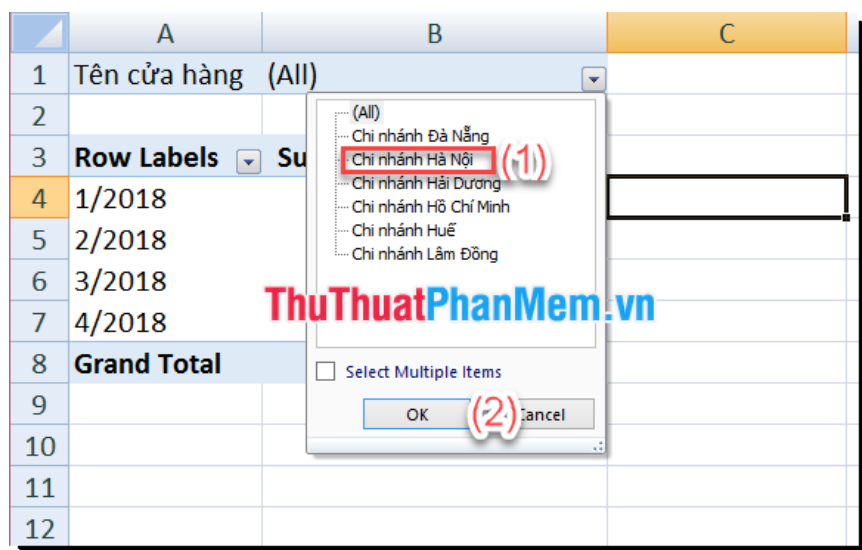 A B C
1 Tên cửa hàng (All)
2 (All)
Chi nhánh Đà Nẵng
3 Row Labels Su Chi nhánh Hà Nội (1)
Chi nhánh Hải Dương
4 1/2018 Chi nhánh Hồ Chí Minh
5 2/2018 Chi nhánh Huế
Chi nhánh Lâm Đồng
6 3/2018
ThuThuatPhanMem.vn
7 4/2018
8 Grand Total Select Multiple Items
9 OK (2) Cancel
10
11
12